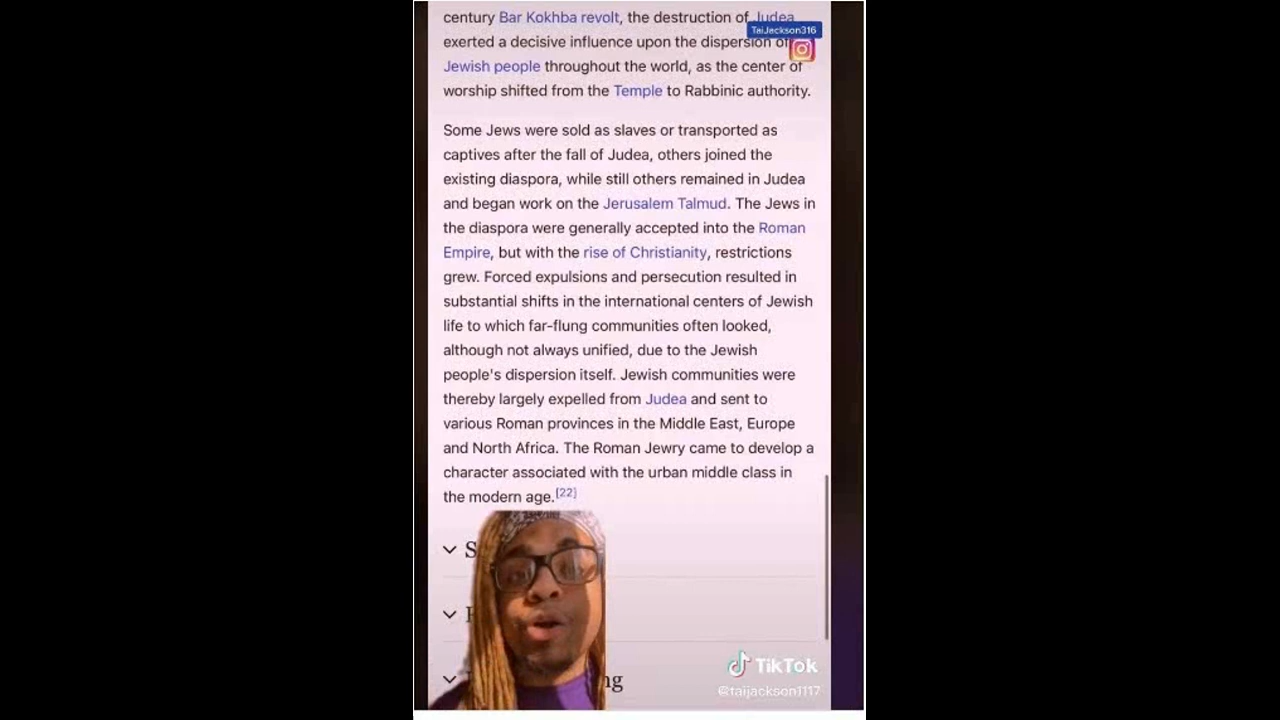 century Bar Kokhba revolt, the destruction of Judea
TaiJackson316
exerted a decisive influence upon the dispersion of
Jewish people throughout the world, as the center of
worship shifted from the Temple to Rabbinic authority.
Some Jews were sold as slaves or transported as
captives after the fall of Judea, others joined the
existing diaspora, while still others remained in Judea
and began work on the Jerusalem Talmud. The Jews in
the diaspora were generally accepted into the Roman
Empire, but with the rise of Christianity, restrictions
grew. Forced expulsions and persecution resulted in
substantial shifts in the international centers of Jewish
life to which far-flung communities often looked,
although not always unified, due to the Jewish
people's dispersion itself. Jewish communities were
thereby largely expelled from Judea and sent to
various Roman provinces in the Middle East, Europe
and North Africa. The Roman Jewry came to develop a
character associated with the urban middle class in
the modern age.[22]
TikTok
@taijackson1117